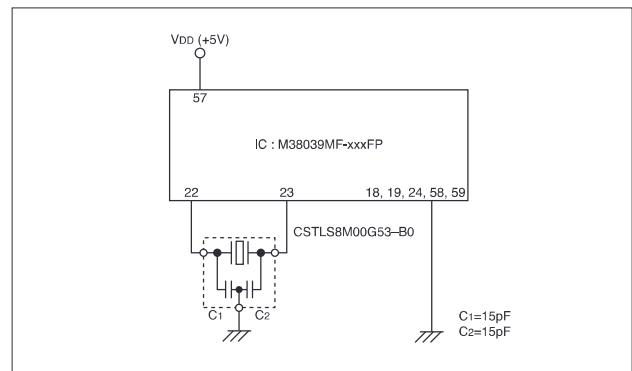 VDD (+5V)
57
IC : M38039MF-xxxFP
22 23 18, 19, 24, 58, 59
CSTLS8M00G53–B0
C1 C2
C1=15pF
C2=15pF